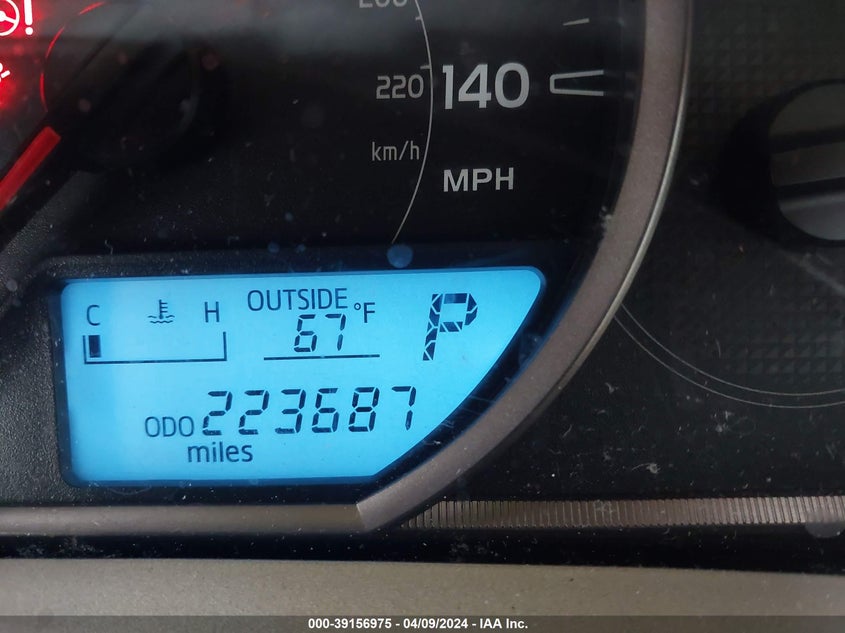 220 140
km/h
MPH
C H OUTSIDE 67 °F P
ODO 223687
miles
000-39156975 - 04/09/2024 - IAA Inc.